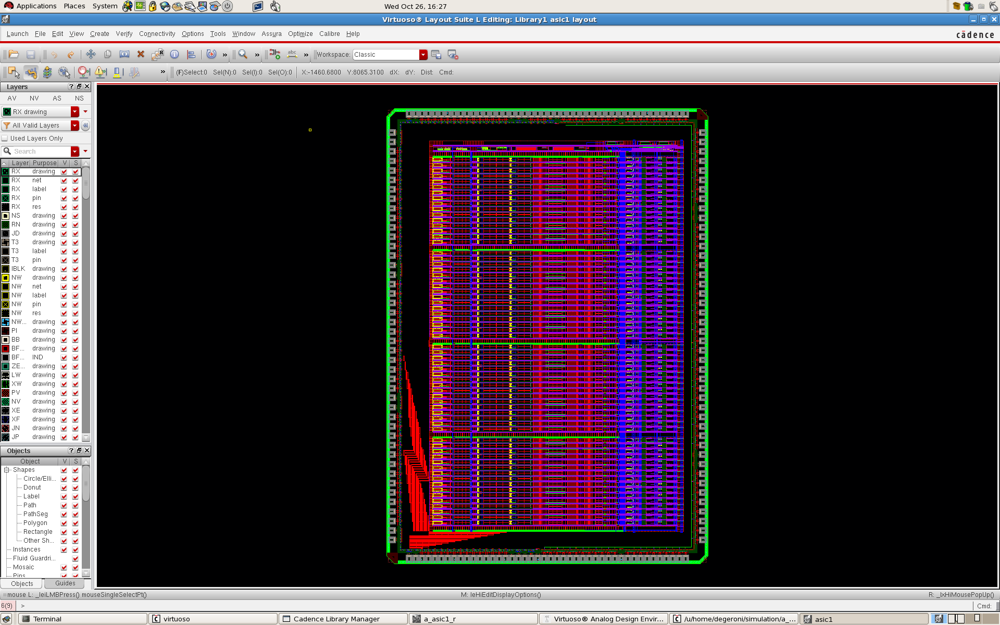 Applications Places System Wed Oct 26, 16:27
Virtuoso® Layout Suite L Editing: Library1 asic1 layout
Launch File Edit View Create Verify Connectivity Options Tools Window Assura Optimize Calibre Help cādence
R abc Workspace: Classic
(F)Select:0 Sel(N):0 Sel(I):0 Sel(O):0 X:-1460.6800 Y:8065.3100 dX: dY: Dist: Cmd:
Layers
AV NV AS NS
RX drawing
All Valid Layers
Used Layers Only
Search
Layer Purpose V S
RX drawing
RX net
RX label
RX pin
RX res
NS drawing
RN drawing
JD drawing
T3 drawing
T3 label
T3 pin
IBLK drawing
NW drawing
NW net
NW label
NW pin
NW res
NW... drawing
PI drawing
BB drawing
BF... drawing
BF... IND
ZE... drawing
LW drawing
XW drawing
PV drawing
NV drawing
XE drawing
XF drawing
JN drawing
JP drawing
Objects
Object V S
Shapes
Circle/Elli...
Donut
Label
Path
PathSeg
Polygon
Rectangle
Other Sh...
Instances
Fluid Guardri...
Mosaic
Pins
Objects Guides
mouse L: _leiLMBPress() mouseSingleSelectPt() M: leHiEditDisplayOptions() R: _lxHiMousePopUp()
6(9) > Cmd:
Terminal virtuoso Cadence Library Manager a_asic1_r Virtuoso® Analog Design Envir... /u/home/degeroni/simulation/a_... asic1